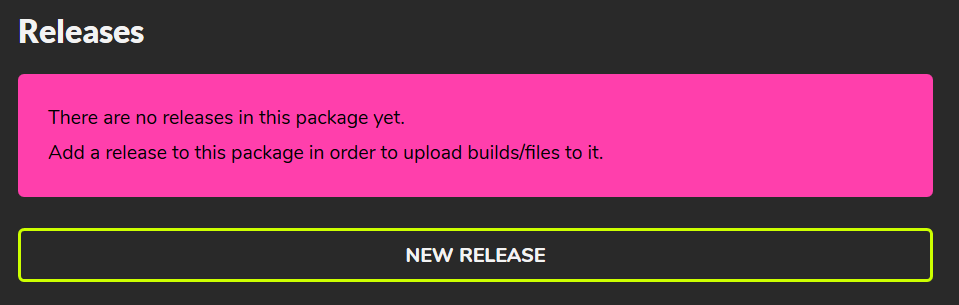 Releases
There are no releases in this package yet.
Add a release to this package in order to upload builds/files to it.
NEW RELEASE